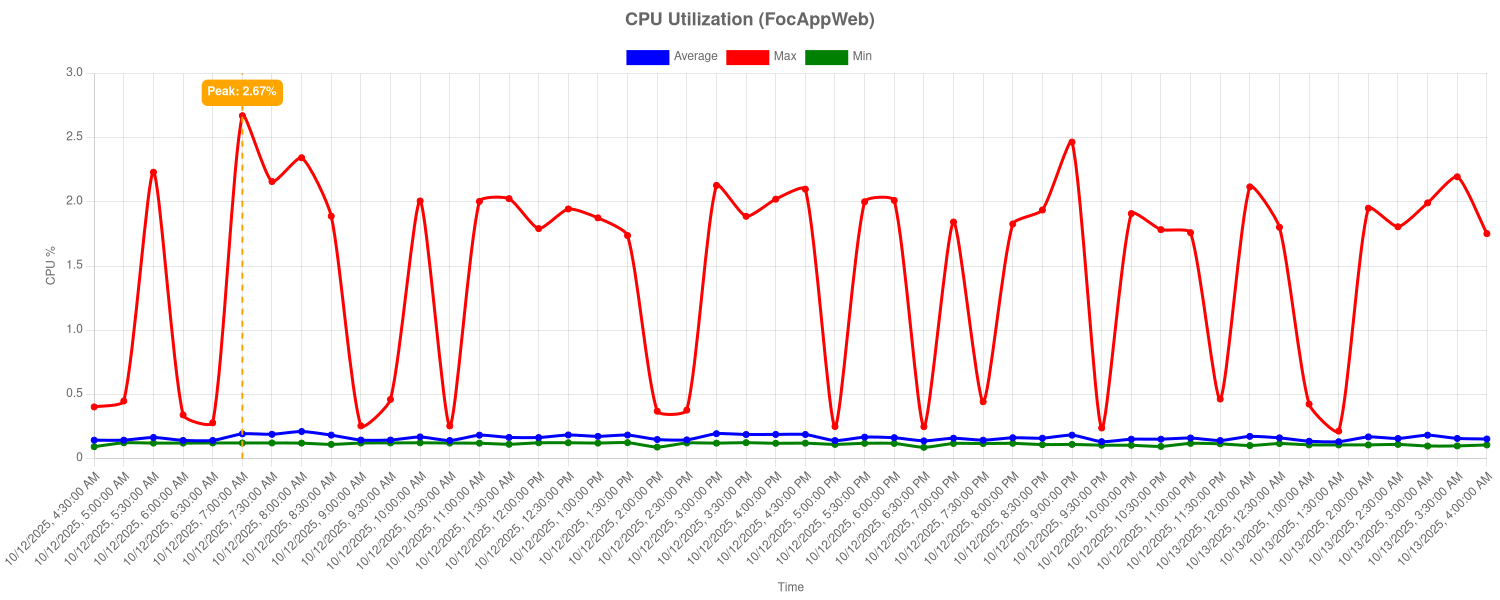 CPU Utilization (FocAppWeb)
Average Max Min
3.0
Peak: 2.67%
2.5
2.0
1.5
CPU %
1.0
0.5
0
10/12/2025, 4:30:00 AM
10/12/2025, 5:00:00 AM
10/12/2025, 5:30:00 AM
10/12/2025, 6:00:00 AM
10/12/2025, 6:30:00 AM
10/12/2025, 7:00:00 AM
10/12/2025, 7:30:00 AM
10/12/2025, 8:00:00 AM
10/12/2025, 8:30:00 AM
10/12/2025, 9:00:00 AM
10/12/2025, 9:30:00 AM
10/12/2025, 10:00:00 AM
10/12/2025, 10:30:00 AM
10/12/2025, 11:00:00 AM
10/12/2025, 11:30:00 AM
10/12/2025, 12:00:00 PM
10/12/2025, 12:30:00 PM
10/12/2025, 1:00:00 PM
10/12/2025, 1:30:00 PM
10/12/2025, 2:00:00 PM
10/12/2025, 2:30:00 PM
10/12/2025, 3:00:00 PM
10/12/2025, 3:30:00 PM
10/12/2025, 4:00:00 PM
10/12/2025, 4:30:00 PM
10/12/2025, 5:00:00 PM
10/12/2025, 5:30:00 PM
10/12/2025, 6:00:00 PM
10/12/2025, 6:30:00 PM
10/12/2025, 7:00:00 PM
10/12/2025, 7:30:00 PM
10/12/2025, 8:00:00 PM
10/12/2025, 8:30:00 PM
10/12/2025, 9:00:00 PM
10/12/2025, 9:30:00 PM
10/12/2025, 10:00:00 PM
10/12/2025, 10:30:00 PM
10/12/2025, 11:00:00 PM
10/12/2025, 11:30:00 PM
10/13/2025, 12:00:00 AM
10/13/2025, 12:30:00 AM
10/13/2025, 1:00:00 AM
10/13/2025, 1:30:00 AM
10/13/2025, 2:00:00 AM
10/13/2025, 2:30:00 AM
10/13/2025, 3:00:00 AM
10/13/2025, 3:30:00 AM
10/13/2025, 4:00:00 AM
Time